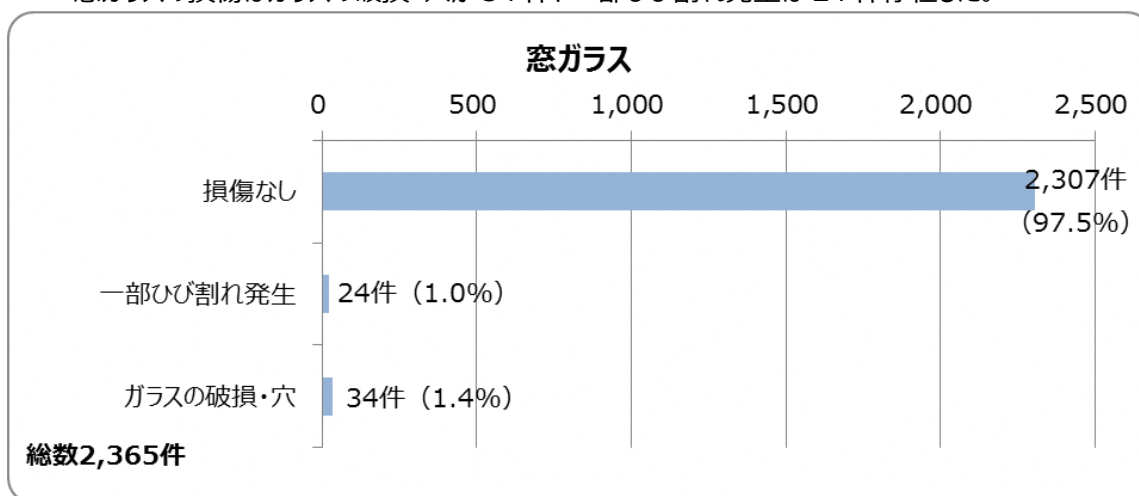 窓ガラス
0 500 1,000 1,500 2,000 2,500
損傷なし 2,307件
(97.5%)
一部ひび割れ発生 24件（1.0%）
ガラスの破損・穴 34件（1.4%）
総数2,365件